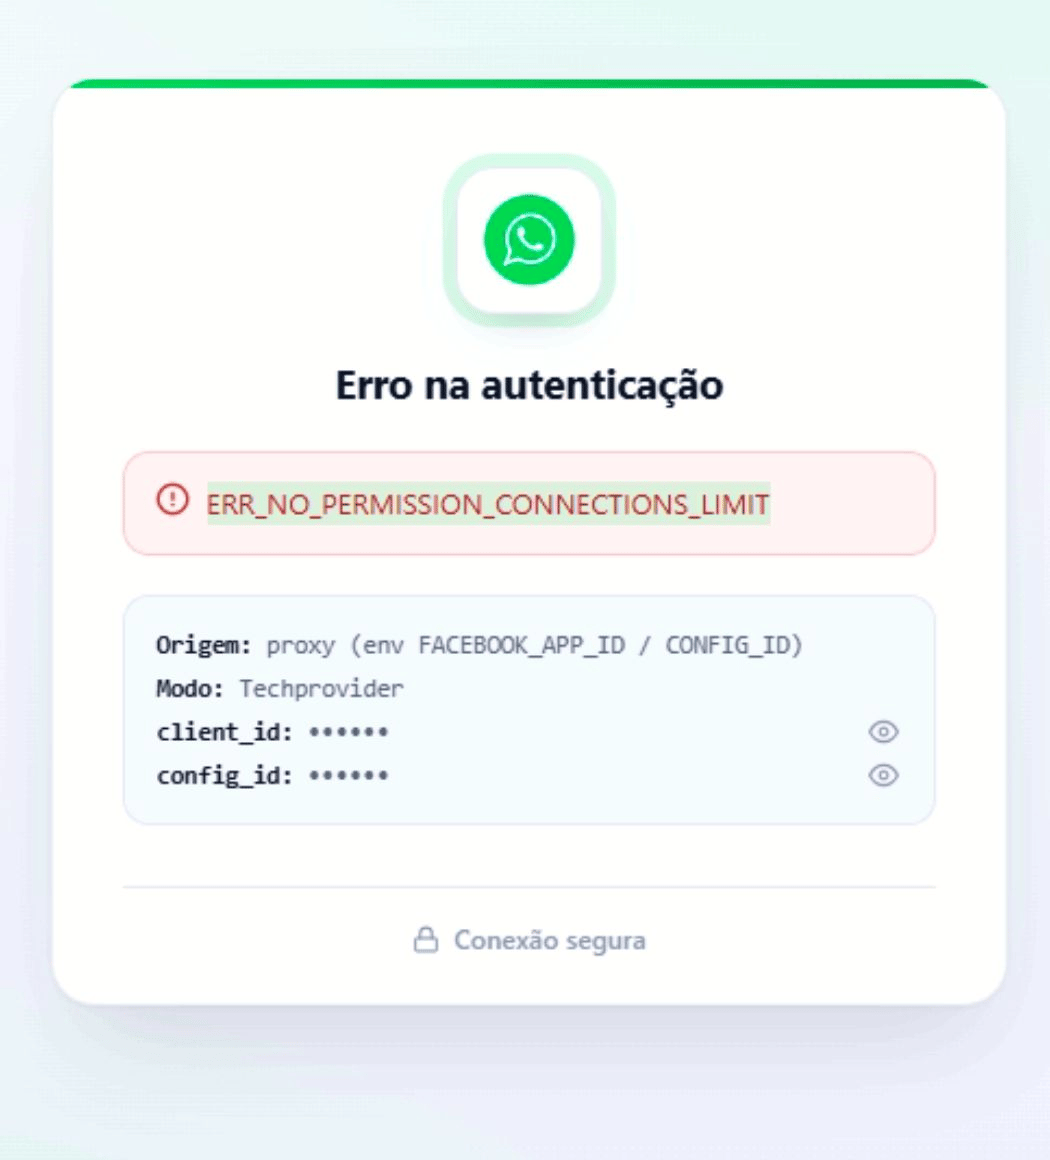 Erro na autenticação
ERR_NO_PERMISSION_CONNECTIONS_LIMIT
Origem: proxy (env FACEBOOK_APP_ID / CONFIG_ID)
Modo: Techprovider
client_id: ••••••
config_id: ••••••
Conexão segura